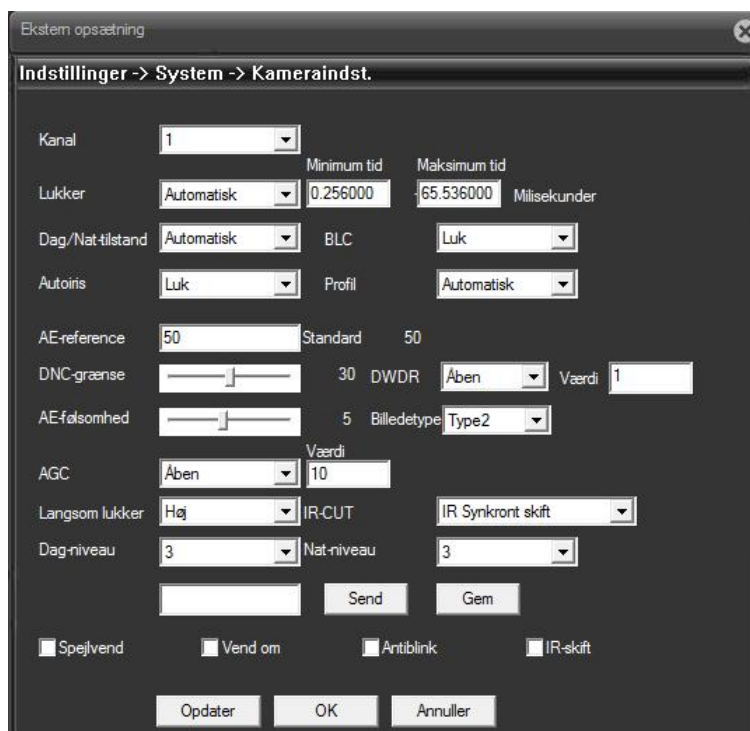 Ekstern opsætning
Indstillinger -> System -> Kameraindst.
Kanal 1
Minimum tid Maksimum tid
Lukker Automatisk 0.256000 -65.536000 Milisekunder
Dag/Nat-tilstand Automatisk BLC Luk
Autoiris Luk Profil Automatisk
AE-reference 50 Standard 50
DNC-grænse 30 DWDR Åben Værdi 1
AE-følsomhed 5 Billedetype Type2
Værdi
AGC Åben 10
Langsom lukker Høj IR-CUT IR Synkront skift
Dag-niveau 3 Nat-niveau 3
Send Gem
Spejlvend Vend om Antiblink IR-skift
Opdater OK Annuller